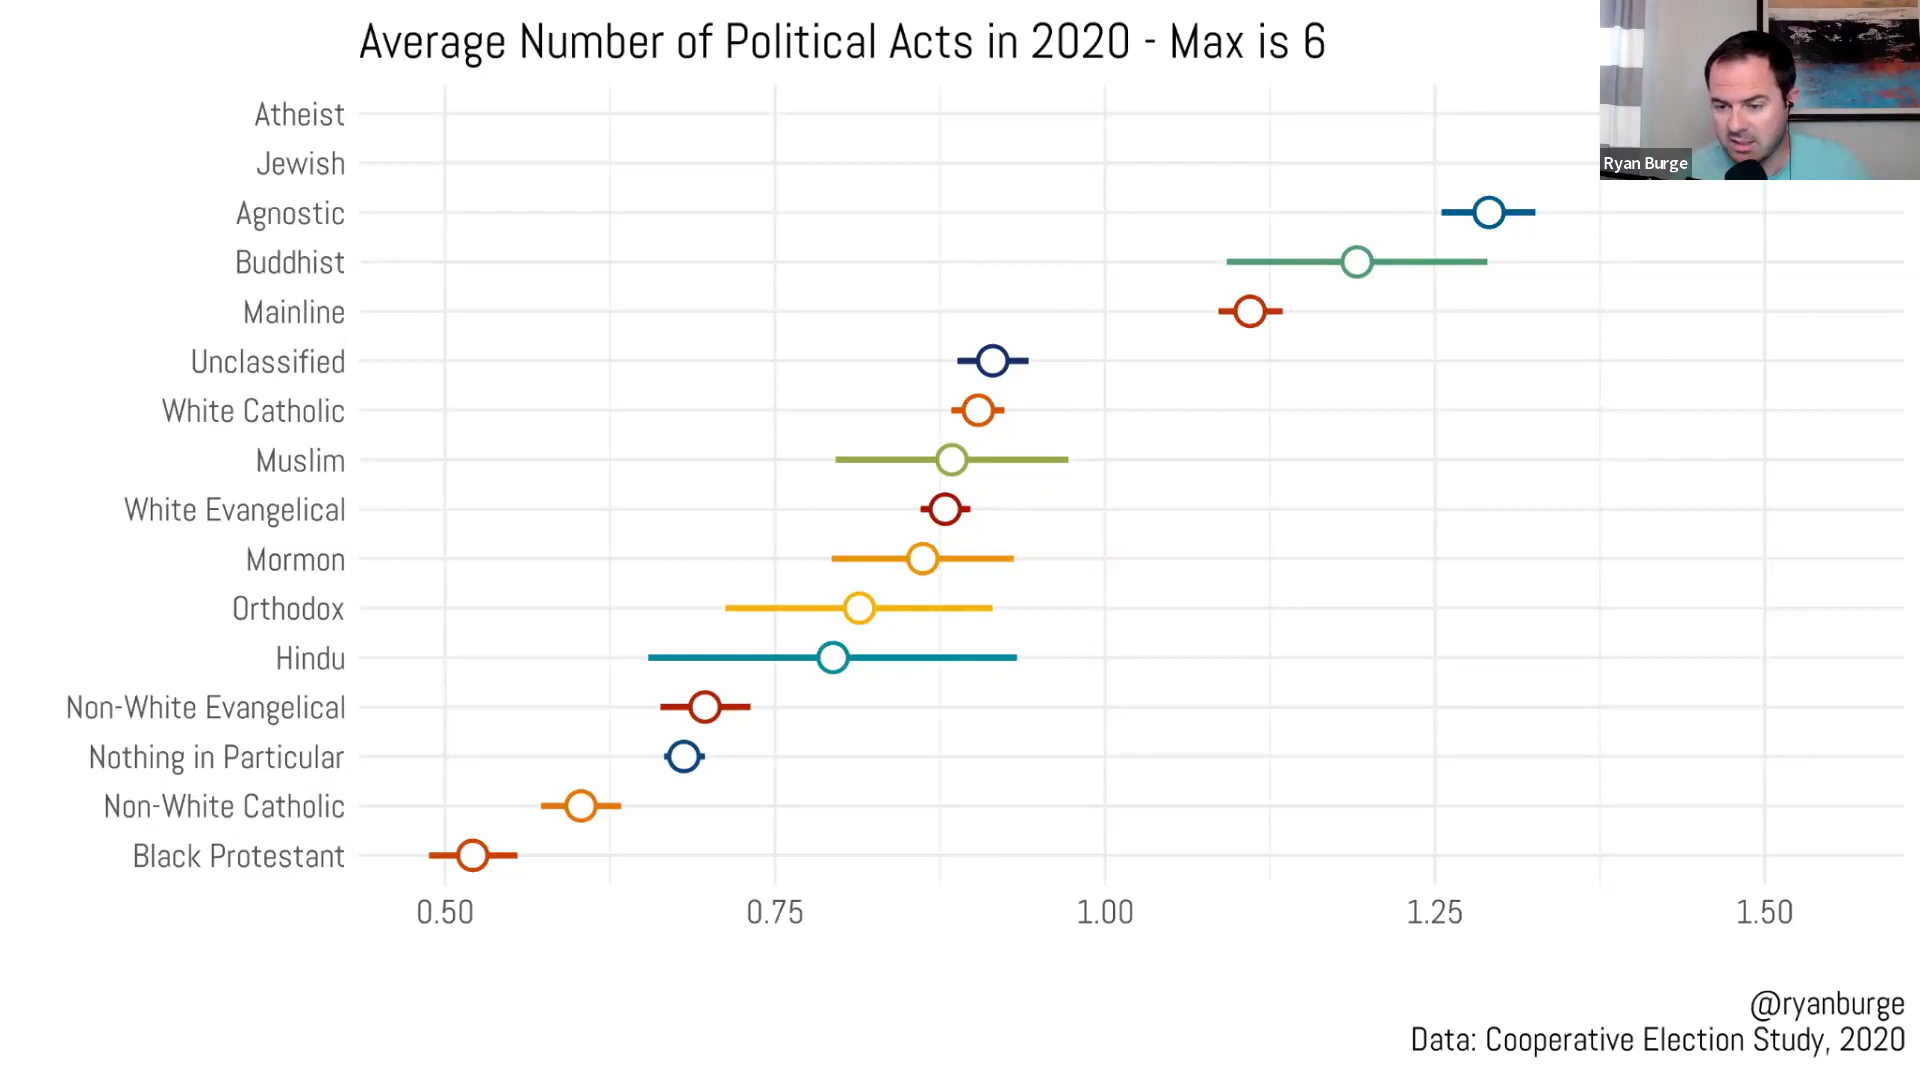 Average Number of Political Acts in 2020 - Max is 6
Ryan Burge
Atheist
Jewish
Agnostic
Buddhist
Mainline
Unclassified
White Catholic
Muslim
White Evangelical
Mormon
Orthodox
Hindu
Non-White Evangelical
Nothing in Particular
Non-White Catholic
Black Protestant
0.50 0.75 1.00 1.25 1.50
@ryanburge
Data: Cooperative Election Study, 2020